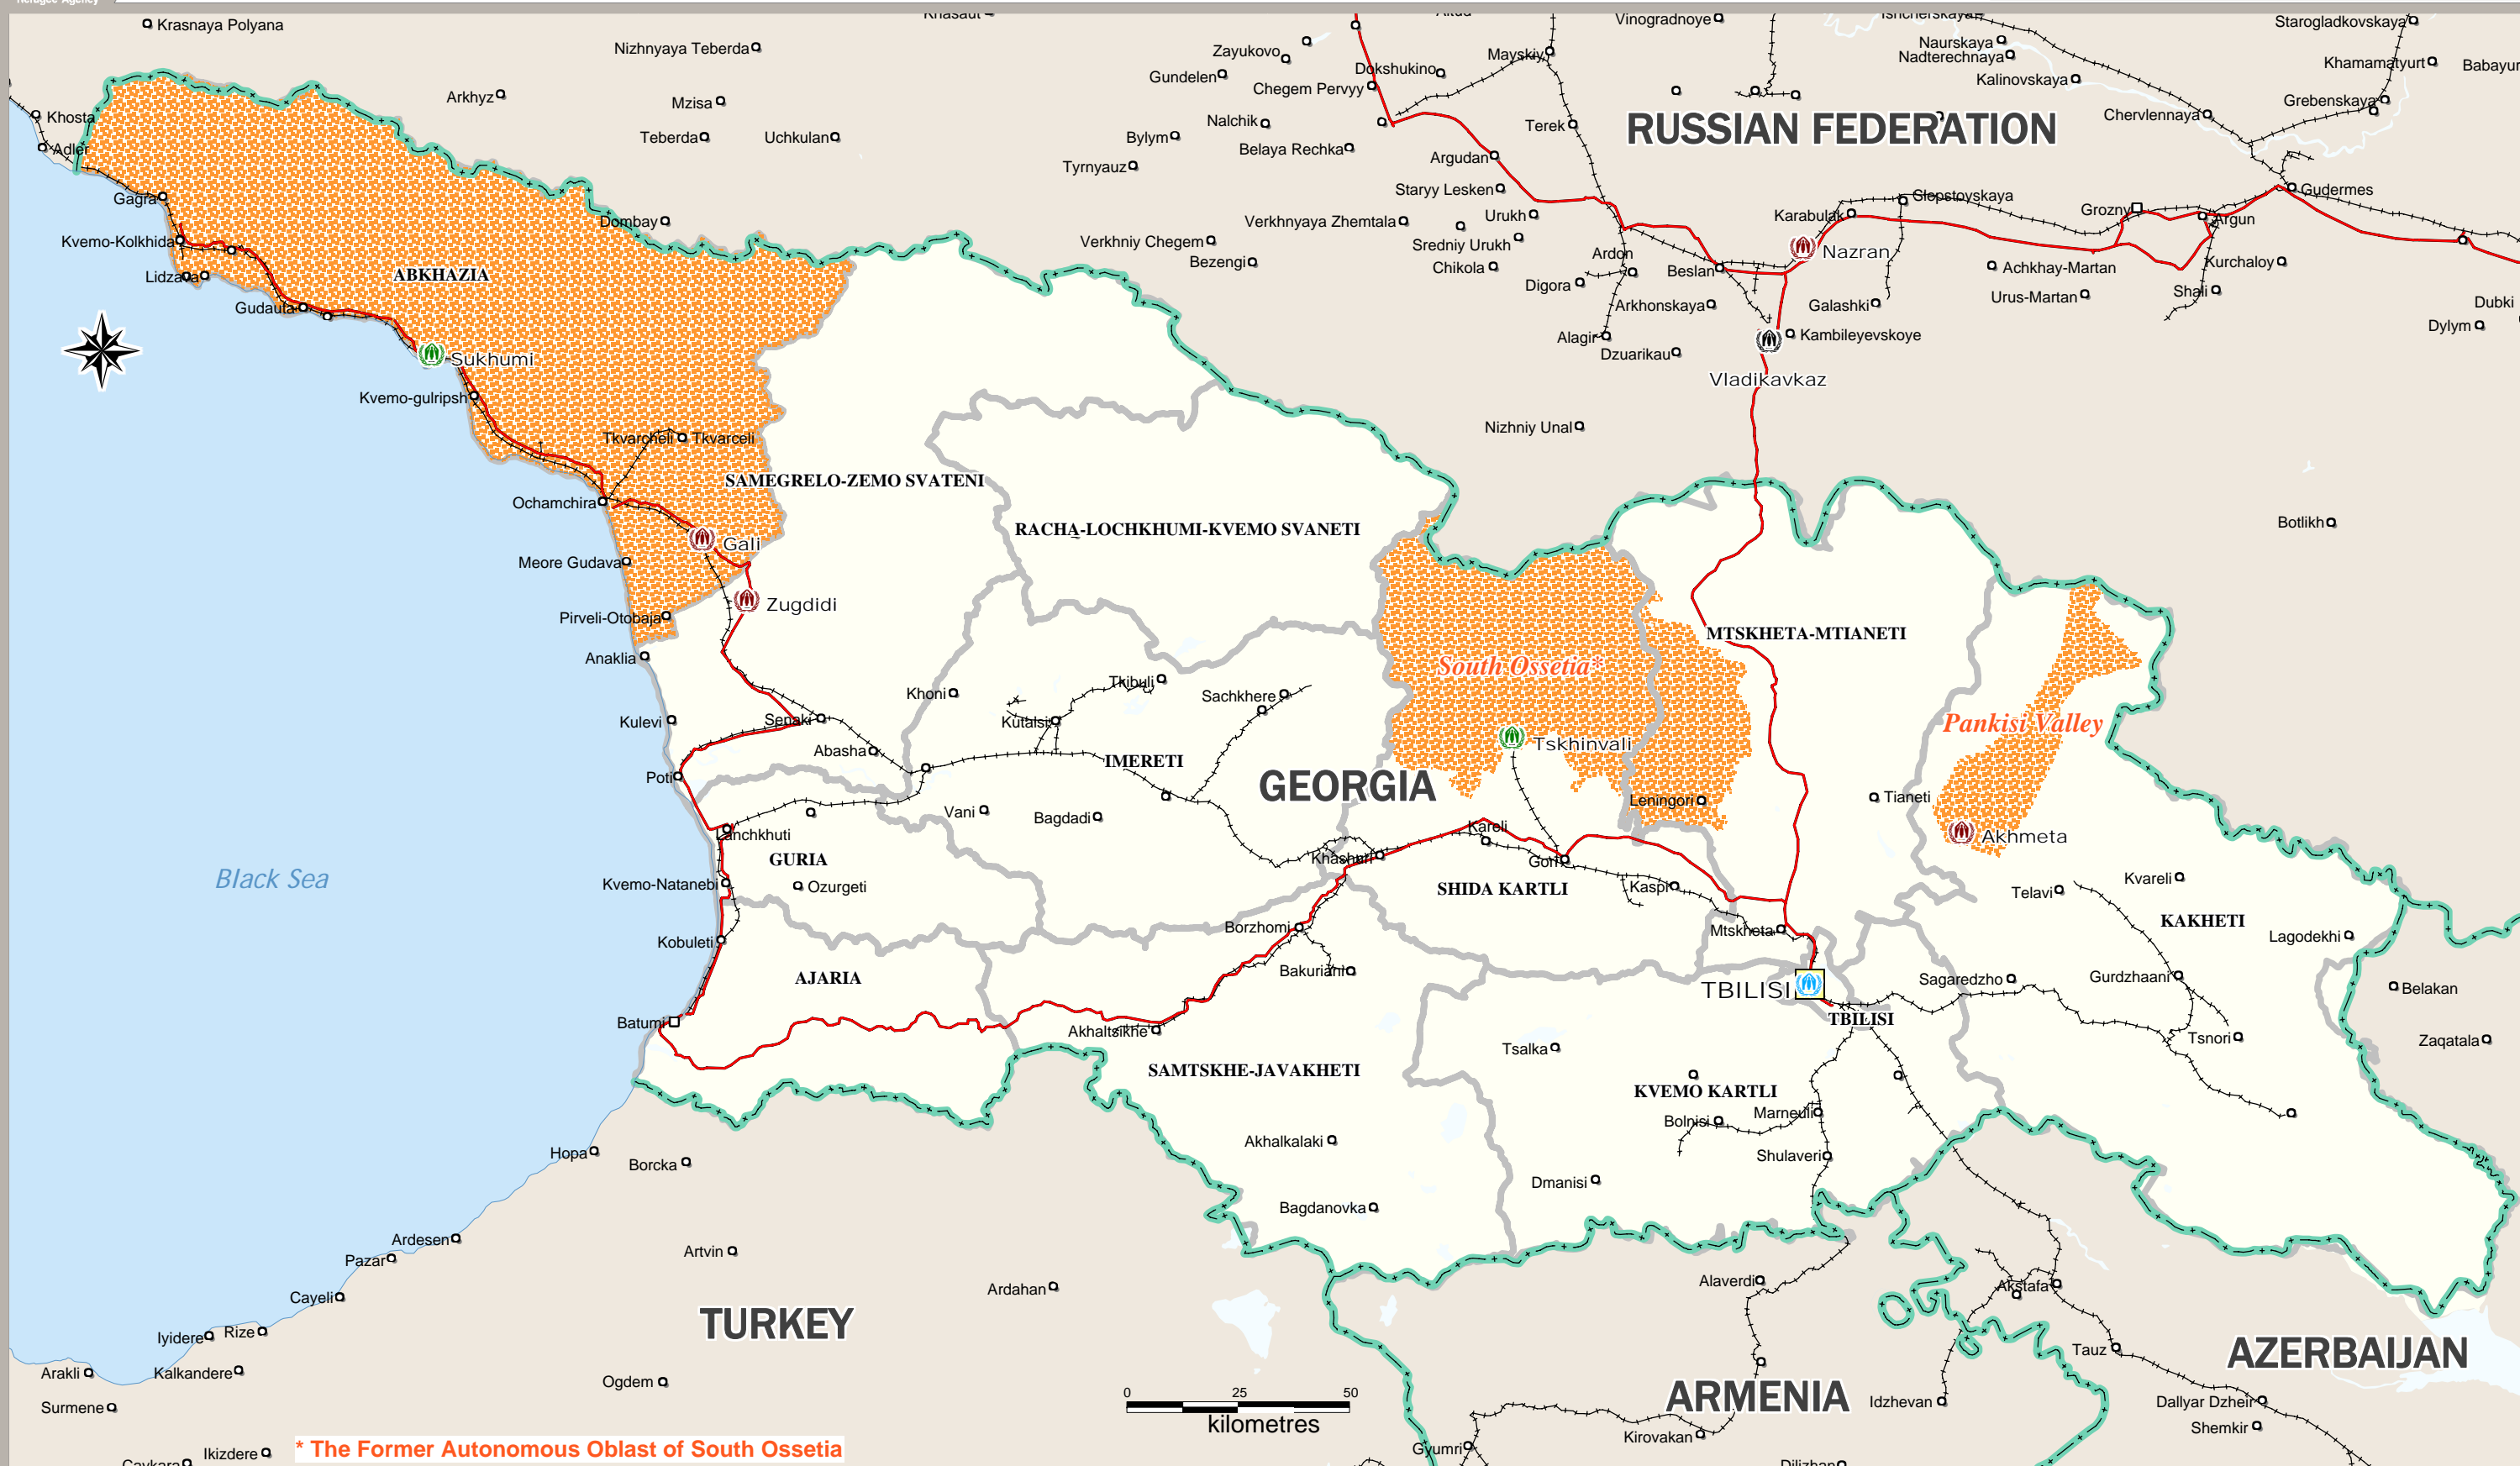 Refugee Agency
Krasnaya Polyana
Nizhnyaya Teberda
Khasaut
Zayukovo
Gundelen
Dokshukino
Chegem Pervyy
Mayskiy
Vinogradnoye
Ishcherskaya
Naurskaya
Nadterechnaya
Kalinovskaya
Starogladkovskaya
Khamamatyurt
Babayur
Grebenskaya
Chervlennaya
Khosta
Adler
Arkhyz
Mzisa
Teberda
Uchkulan
Bylym
Nalchik
Belaya Rechka
Tyrnyauz
Terek
RUSSIAN FEDERATION
Argudan
Staryy Lesken
Urukh
Verkhnyaya Zhemtala
Sredniy Urukh
Chikola
Verkhniy Chegem
Bezengi
Dombay
Gagra
Kvemo-Kolkhida
Lidzava
Gudauta
ABKHAZIA
Sukhumi
Kvemo-gulripsh
Karabulak
Slopstovskaya
Grozny
Gudermes
Argun
Nazran
Ardon
Beslan
Digora
Arkhonskaya
Achkhay-Martan
Urus-Martan
Kurchaloy
Shali
Galashki
Dubki
Dylym
Alagir
Dzuarikau
Kambileyevskoye
Vladikavkaz
Nizhniy Unal
Botlikh
Tkvarcheli
Tkvarceli
SAMEGRELO-ZEMO SVATENI
Ochamchira
Gali
Meore Gudava
Zugdidi
Pirveli-Otobaja
Anaklia
RACHA-LOCHKHUMI-KVEMO SVANETI
MTSKHETA-MTIANETI
South Ossetia*
Pankisi Valley
Khoni
Tkibuli
Sachkhere
Kulevi
Senaki
Kutaisi
Abasha
IMERETI
Tskhinvali
Poti
GEORGIA
Leningori
Tianeti
Akhmeta
Vani
Bagdadi
Lanchkhuti
Kareli
Khashuri
Gori
GURIA
Kvemo-Natanebi
Ozurgeti
SHIDA KARTLI
Kaspi
Telavi
Kvareli
KAKHETI
Black Sea
Kobuleti
Borzhomi
Mtskheta
Lagodekhi
AJARIA
Bakuriani
TBILISI
Sagaredzho
Gurdzhaani
Belakan
Batumi
Akhaltsikhe
TBILISI
Tsnori
Zaqatala
SAMTSKHE-JAVAKHETI
Tsalka
KVEMO KARTLI
Bolnisi
Marneuli
Akhalkalaki
Shulaveri
Hopa
Borcka
Dmanisi
Bagdanovka
Ardesen
Pazar
Artvin
Cayeli
Ardahan
Alaverdi
Akstafa
Iyidere
Rize
TURKEY
Tauz
AZERBAIJAN
Arakli
Kalkandere
Ogdem
0 25 50
kilometres
ARMENIA
Idzhevan
Dallyar Dzheir
Shemkir
Surmene
Ikizdere
* The Former Autonomous Oblast of South Ossetia
Gyumri
Kirovakan
Caykara
Dilizhan